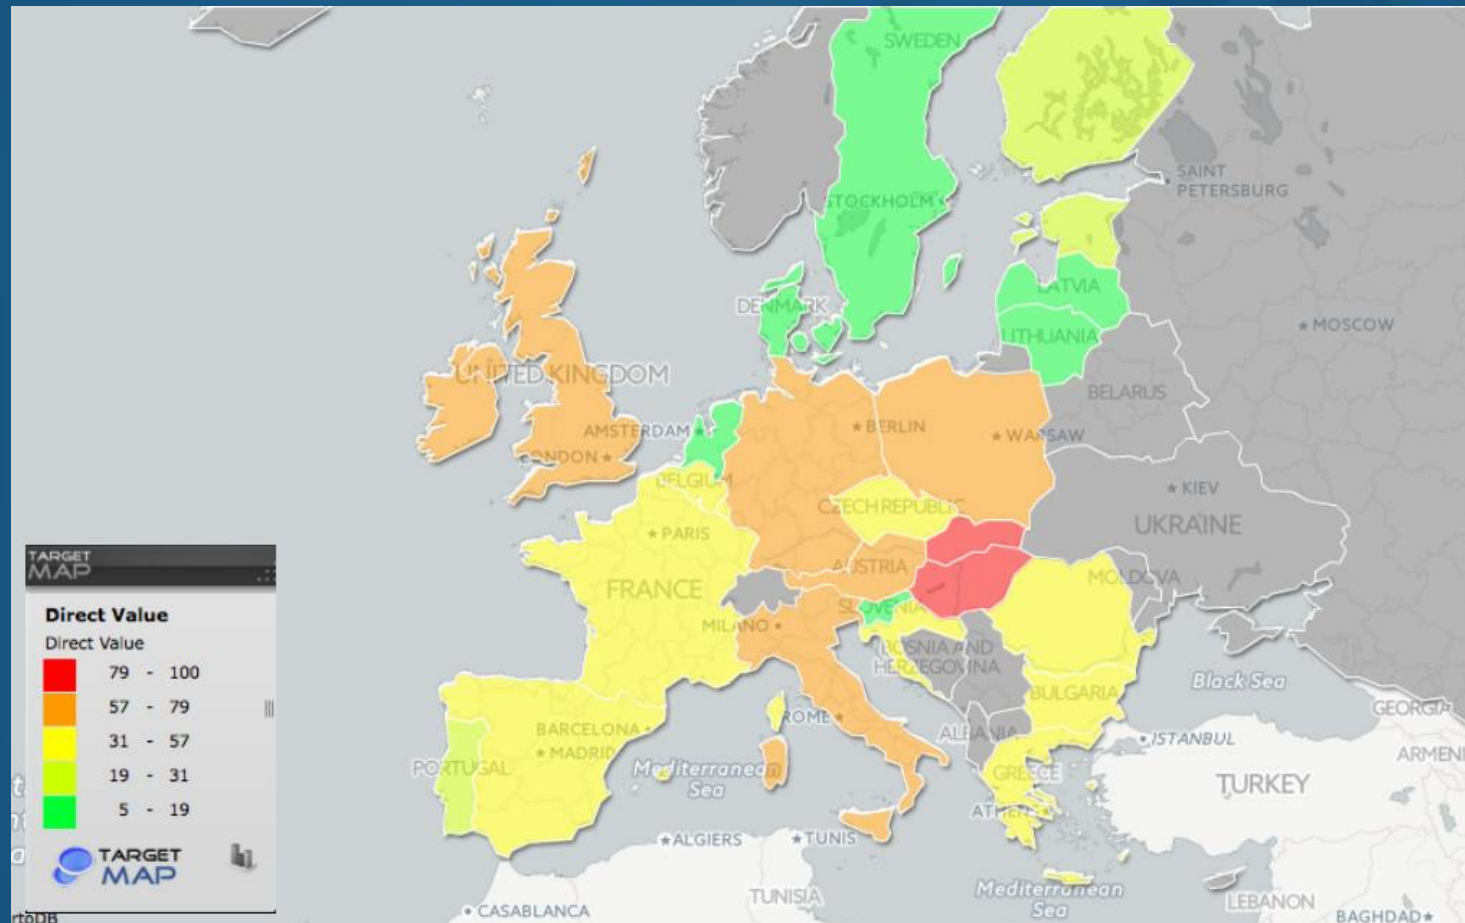 SWEDEN
SAINT
PETERSBURG
STOCKHOLM
LATVIA
DENMARK
MOSCOW
LITHUANIA
UNITED KINGDOM
BELARUS
AMSTERDAM
BERLIN
WARSAW
LONDON
BELGIUM
KIEV
CZECH REPUBLIC
UKRAINE
PARIS
AUSTRIA
MOLDOVA
FRANCE
SLOVENIA
MILANO
BOSNIA AND
HERZEGOVINA
Black Sea
BULGARIA
GEORGIA
ROME
BARCELONA
ALBANIA
ISTANBUL
MADRID
ARMENI
PORTUGAL
Mediterranean
Sea
GREECE
TURKEY
ATHENS
ALGIERS
TUNIS
TUNISIA
Mediterranean
Sea
LEBANON
CASABLANCA
BAGHDAD
TARGET
MAP
Direct Value
Direct Value
79 - 100
57 - 79
31 - 57
19 - 31
5 - 19
TARGET
MAP
rtoDB